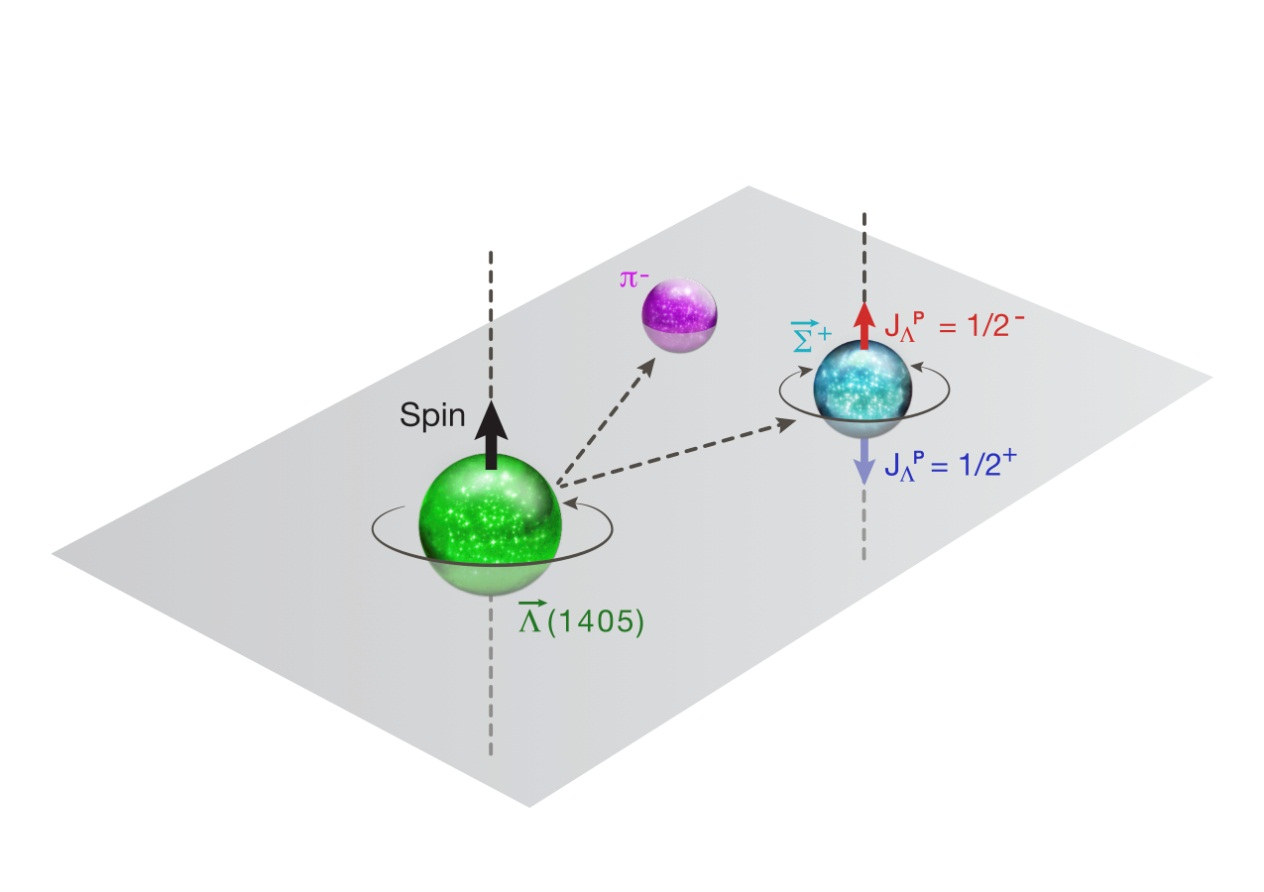 π⁻
Σ⃗⁺
J_Λ^P = 1/2⁻
Spin
J_Λ^P = 1/2⁺
Λ⃗(1405)